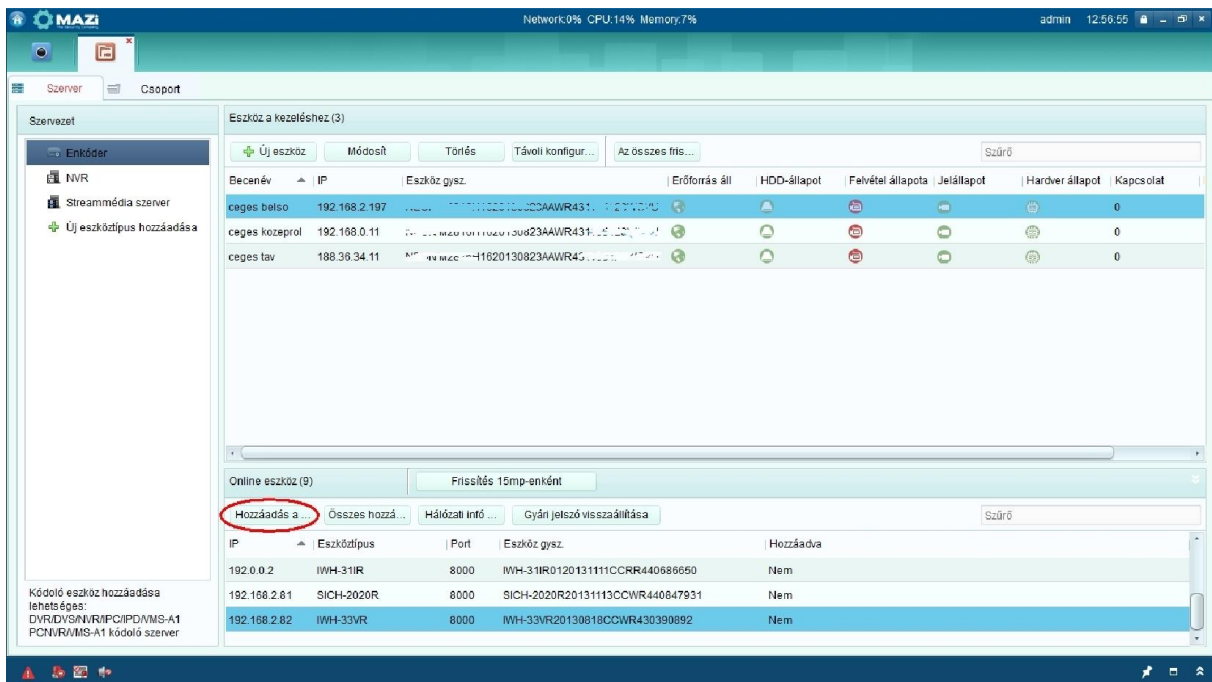 MAZi
Network:0% CPU:14% Memory:7%
admin 12:56:55
Szerver Csoport
Szervezet
Enkóder
NVR
Streammédia szerver
Új eszköztípus hozzáadása
Kódoló eszköz hozzáadása
lehetséges:
DVR/DVS/NVR/IPC/IPD/VMS-A1
PCNVR/VMS-A1 kódoló szerver
Eszköz a kezeléshez (3)
Új eszköz Módosít Törlés Távoli konfigur... Az összes fris... Szűrő
Becenév IP Eszköz gysz. Erőforrás áll HDD-állapot Felvétel állapota Jelállapot Hardver állapot Kapcsolat
ceges belso 192.168.2.197 0
ceges kozeprol 192.168.0.11 0
ceges tav 188.36.34.11 0
Online eszköz (9) Frissítés 15mp-enként
Hozzáadás a ... Összes hozzá... Hálózati infó ... Gyári jelszó visszaállítása Szűrő
IP Eszköztípus Port Eszköz gysz. Hozzáadva
192.0.0.2 IWH-31IR 8000 IWH-31IR0120131111CCRR440686650 Nem
192.168.2.81 SICH-2020R 8000 SICH-2020R20131113CCWR440847931 Nem
192.168.2.82 IWH-33VR 8000 IWH-33VR20130818CCWR430390892 Nem